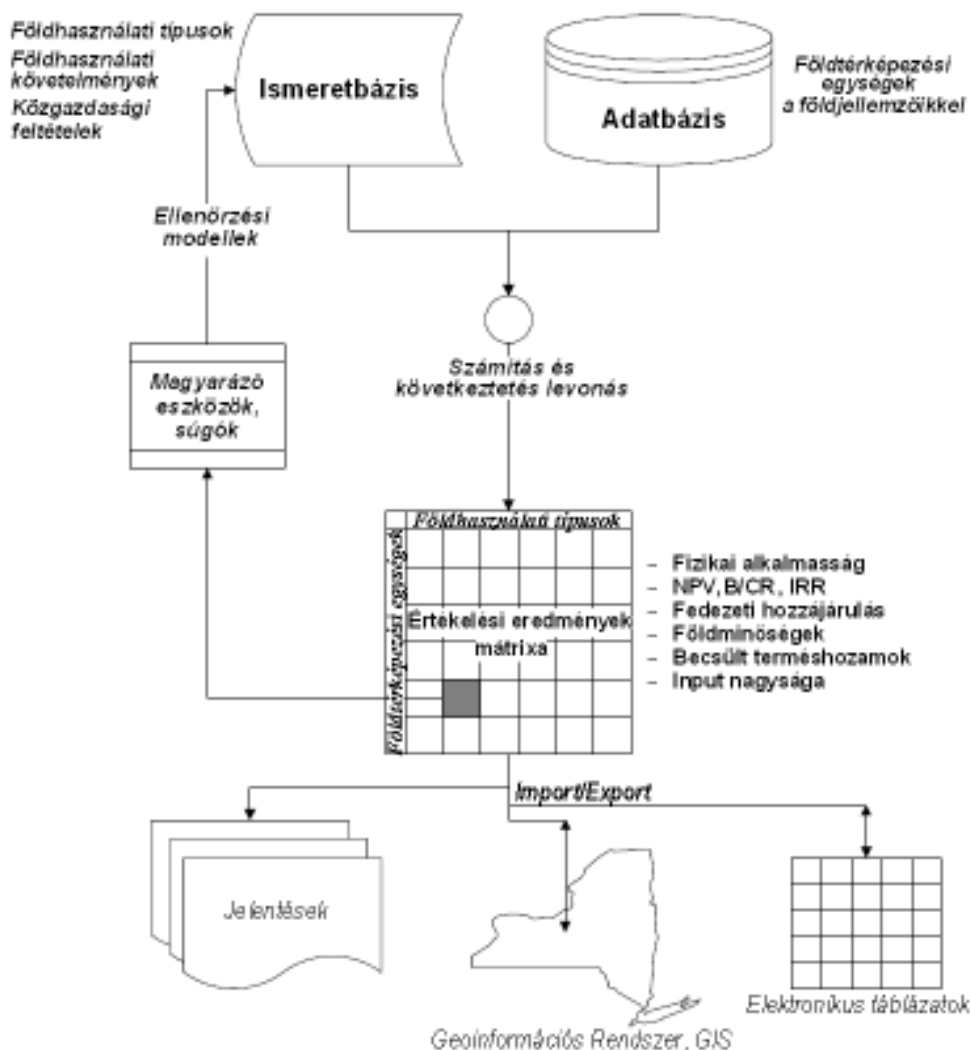 Földhasználati típusok
Földhasználati
követelmények
Közgazdasági
feltételek
Ismeretbázis
Adatbázis
Földtérképezési
egységek
a földjellemzőikkel
Ellenőrzési
modellek
Magyarázó
eszközök,
súgók
Számítás és
következtetés levonás
Földhasználati típusok
Földtérképezési egységek
Értékelési eredmények
mátrixa
– Fizikai alkalmasság
– NPV, B/CR, IRR
– Fedezeti hozzájárulás
– Földminőségek
– Becsült terméshozamok
– Input nagysága
Import/Export
Jelentések
Geoinformációs Rendszer, GIS
Elektronikus táblázatok